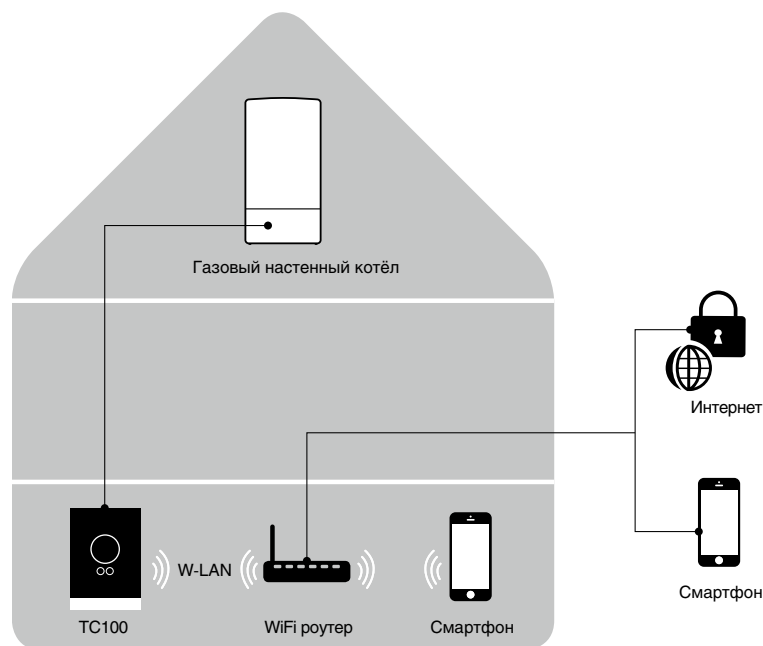 Газовый настенный котёл
Интернет
W-LAN
Смартфон
TC100
WiFi роутер
Смартфон